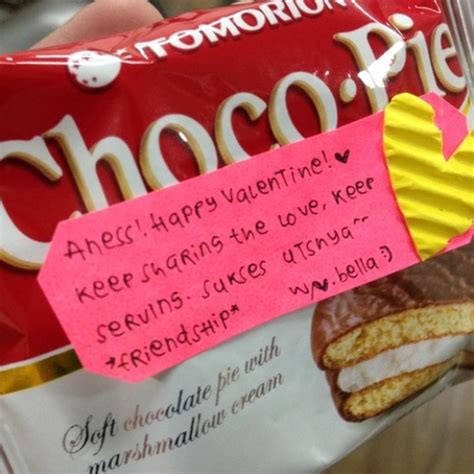 TOMORION
Choco·Pie
Aness! Happy Valentine! ♥
Keep sharing the love, keep
serving. sukses UTSnya~~
*friendship* w/♥.bella :)
Soft chocolate pie with
marshmallow cream